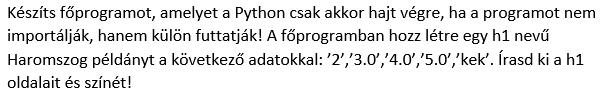 Készíts főprogramot, amelyet a Python csak akkor hajt végre, ha a programot nem
importálják, hanem külön futtatják! A főprogramban hozz létre egy h1 nevű
Haromszog példányt a következő adatokkal: ’2’,’3.0’,’4.0’,’5.0’,’kek’. Írasd ki a h1
oldalait és színét!